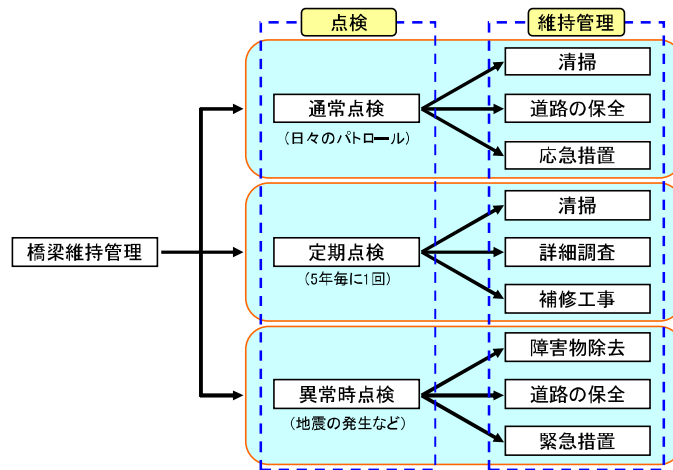 点検
維持管理
清掃
通常点検
道路の保全
(日々のパトロール)
応急措置
清掃
橋梁維持管理
定期点検
詳細調査
(5年毎に1回)
補修工事
障害物除去
異常時点検
道路の保全
(地震の発生など)
緊急措置